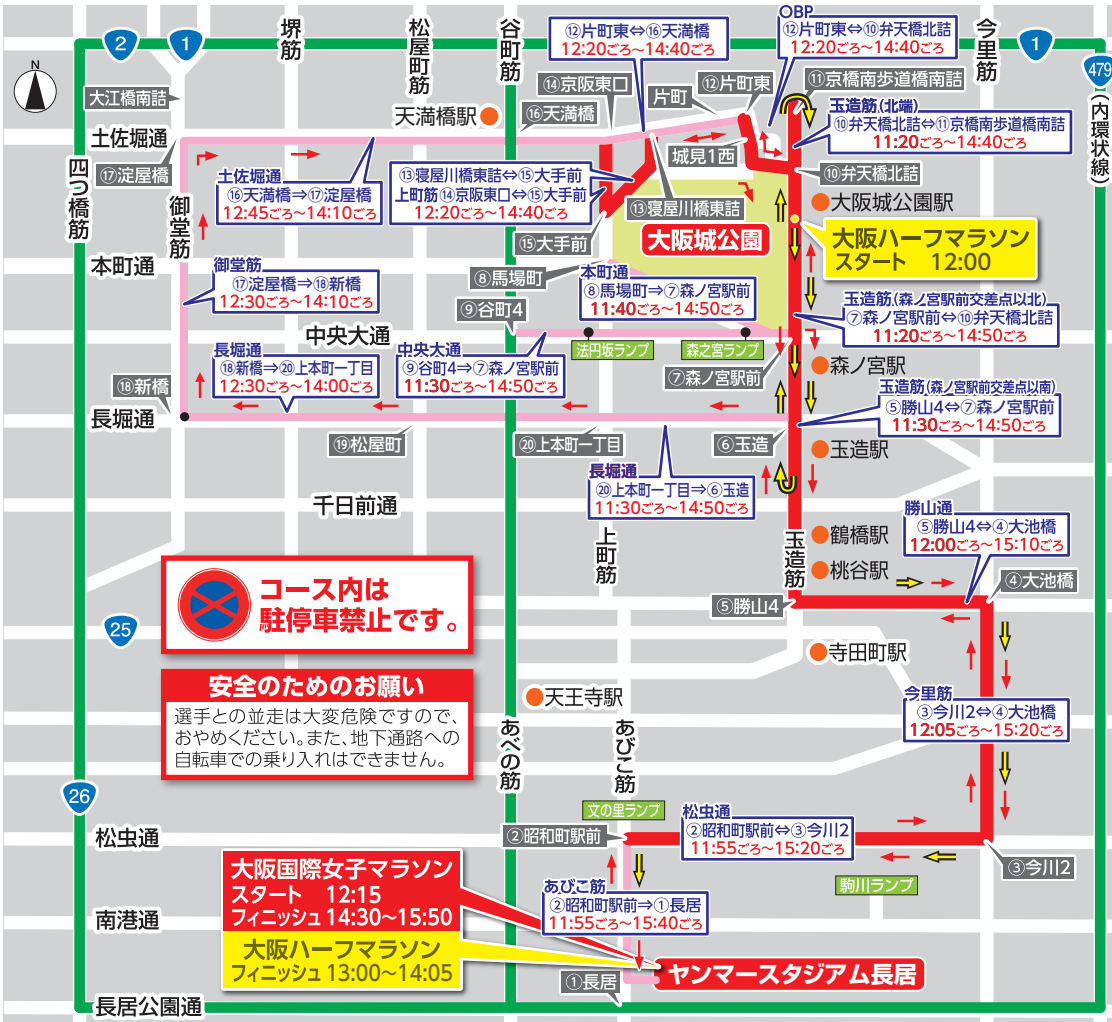 2
1
堺筋
松屋町筋
谷町筋
⑫片町東⇔⑯天満橋
12:20ごろ～14:40ごろ
OBP
⑫片町東⇔⑩弁天橋北詰
12:20ごろ～14:40ごろ
今里筋
1
479
(内環状線)
N
大江橋南詰
天満橋駅
⑭京阪東口
⑯天満橋
片町
⑫片町東
⑪京橋南歩道橋南詰
玉造筋(北端)
⑩弁天橋北詰⇔⑪京橋南歩道橋南詰
11:20ごろ～14:40ごろ
土佐堀通
⑰淀屋橋
四つ橋筋
御堂筋
土佐堀通
⑯天満橋⇒⑰淀屋橋
12:45ごろ～14:10ごろ
⑬寝屋川橋東詰⇔⑮大手前
上町筋⑭京阪東口⇔⑮大手前
12:20ごろ～14:40ごろ
城見1西
⑩弁天橋北詰
⑬寝屋川橋東詰
大阪城公園駅
⑮大手前
大阪城公園
大阪ハーフマラソン
スタート 12:00
本町通
御堂筋
⑰淀屋橋⇒⑱新橋
12:30ごろ～14:10ごろ
⑧馬場町
本町通
⑧馬場町⇒⑦森ノ宮駅前
11:40ごろ～14:50ごろ
⑨谷町4
玉造筋(森ノ宮駅前交差点以北)
⑦森ノ宮駅前⇔⑩弁天橋北詰
11:20ごろ～14:50ごろ
中央大通
法円坂ランプ
森之宮ランプ
長堀通
⑱新橋⇒⑳上本町一丁目
12:30ごろ～14:00ごろ
中央大通
⑨谷町4⇒⑦森ノ宮駅前
11:30ごろ～14:50ごろ
⑦森ノ宮駅前
森ノ宮駅
⑱新橋
玉造筋(森ノ宮駅前交差点以南)
⑤勝山4⇔⑦森ノ宮駅前
11:30ごろ～14:50ごろ
長堀通
⑲松屋町
⑳上本町一丁目
⑥玉造
玉造駅
長堀通
⑳上本町一丁目⇒⑥玉造
11:30ごろ～14:50ごろ
千日前通
上町筋
玉造筋
鶴橋駅
勝山通
⑤勝山4⇔④大池橋
12:00ごろ～15:10ごろ
桃谷駅
④大池橋
コース内は
駐停車禁止です。
⑤勝山4
25
寺田町駅
安全のためのお願い
選手との並走は大変危険ですので、
おやめください。また、地下通路への
自転車での乗り入れはできません。
天王寺駅
今里筋
③今川2⇔④大池橋
12:05ごろ～15:20ごろ
あべの筋
あびこ筋
26
文の里ランプ
松虫通
②昭和町駅前
松虫通
②昭和町駅前⇔③今川2
11:55ごろ～15:20ごろ
③今川2
駒川ランプ
大阪国際女子マラソン
スタート 12:15
フィニッシュ 14:30～15:50
大阪ハーフマラソン
フィニッシュ 13:00～14:05
あびこ筋
②昭和町駅前⇒①長居
11:55ごろ～15:40ごろ
南港通
①長居
ヤンマースタジアム長居
長居公園通